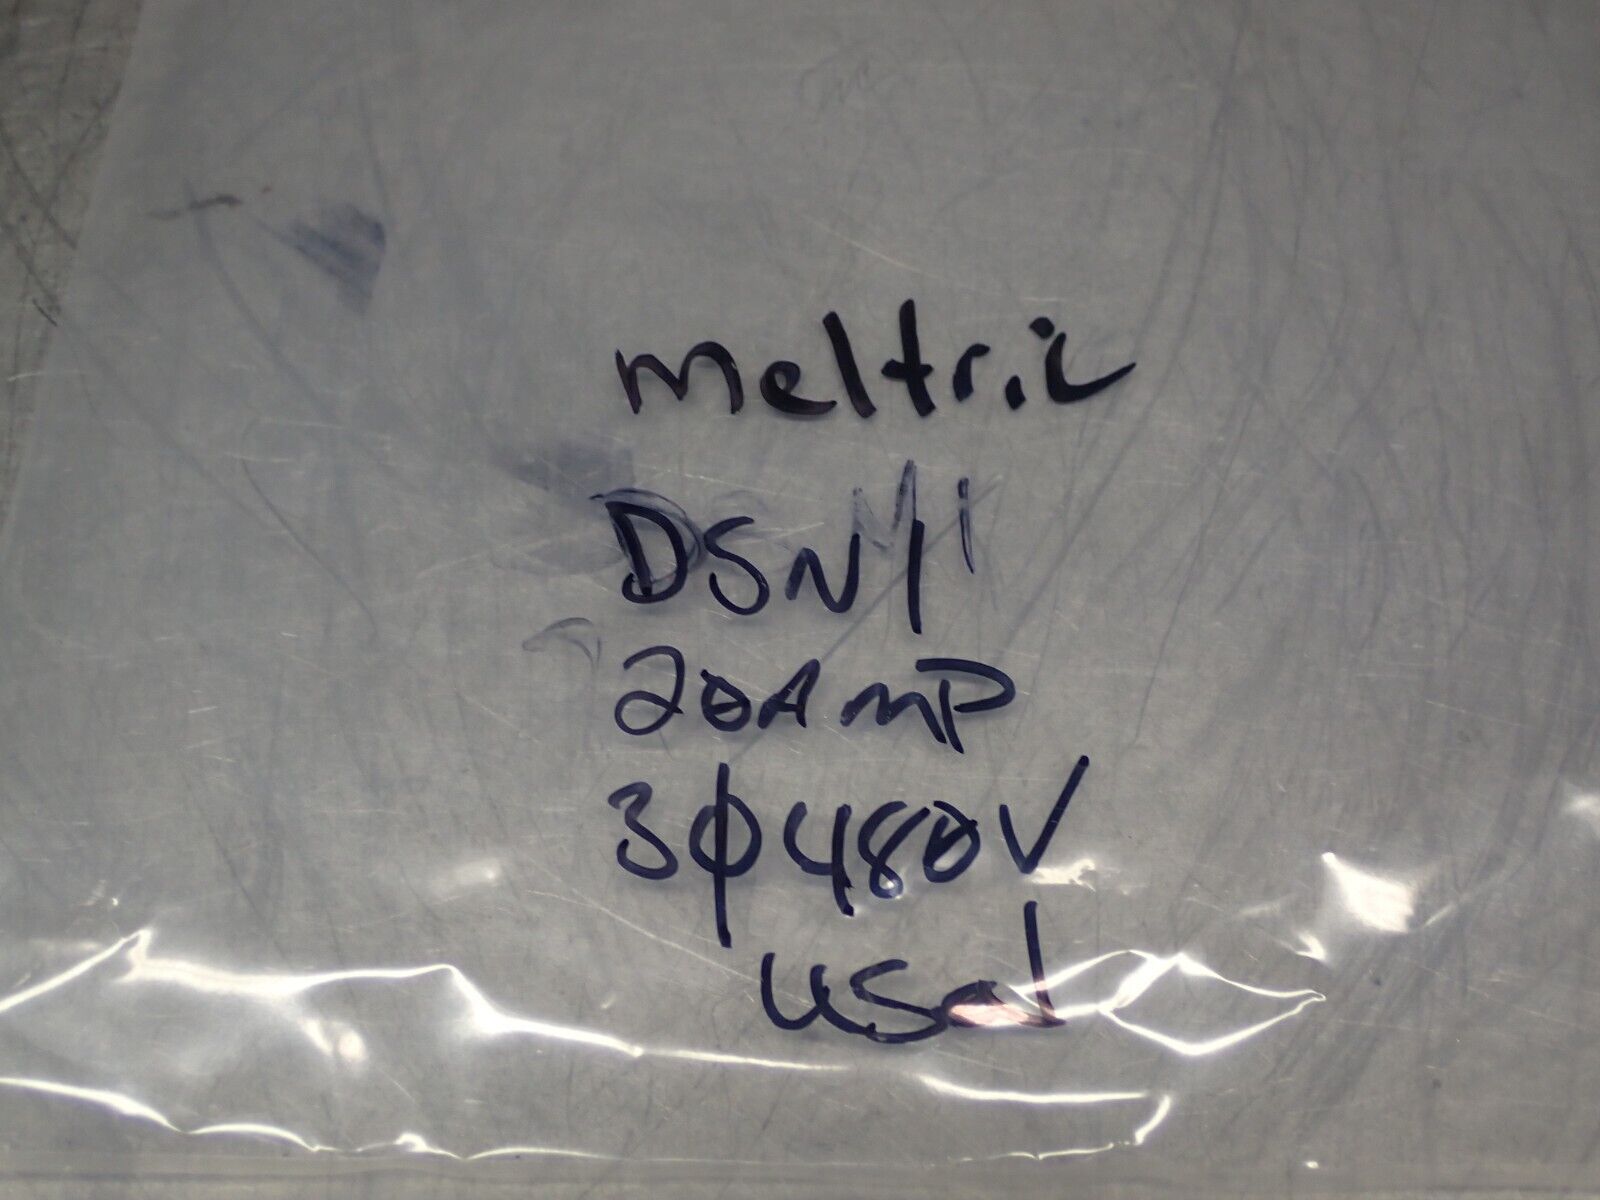 meltric
DSN1
20AMP
3φ480V
used